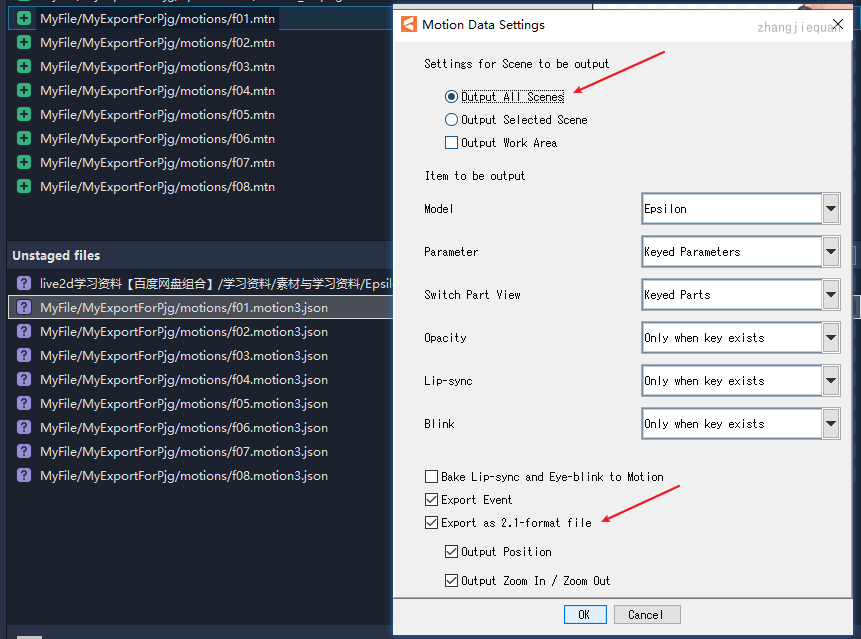 MyFile/MyExportForPjg/motions/f01.mtn
MyFile/MyExportForPjg/motions/f02.mtn
MyFile/MyExportForPjg/motions/f03.mtn
MyFile/MyExportForPjg/motions/f04.mtn
MyFile/MyExportForPjg/motions/f05.mtn
MyFile/MyExportForPjg/motions/f06.mtn
MyFile/MyExportForPjg/motions/f07.mtn
MyFile/MyExportForPjg/motions/f08.mtn
Unstaged files
live2d学习资料【百度网盘组合】/学习资料/素材与学习资料/Epsil
MyFile/MyExportForPjg/motions/f01.motion3.json
MyFile/MyExportForPjg/motions/f02.motion3.json
MyFile/MyExportForPjg/motions/f03.motion3.json
MyFile/MyExportForPjg/motions/f04.motion3.json
MyFile/MyExportForPjg/motions/f05.motion3.json
MyFile/MyExportForPjg/motions/f06.motion3.json
MyFile/MyExportForPjg/motions/f07.motion3.json
MyFile/MyExportForPjg/motions/f08.motion3.json
Motion Data Settings
zhangjiequan
Settings for Scene to be output
Output All Scenes
Output Selected Scene
Output Work Area
Item to be output
Model Epsilon
Parameter Keyed Parameters
Switch Part View Keyed Parts
Opacity Only when key exists
Lip-sync Only when key exists
Blink Only when key exists
Bake Lip-sync and Eye-blink to Motion
Export Event
Export as 2.1-format file
Output Position
Output Zoom In / Zoom Out
OK Cancel